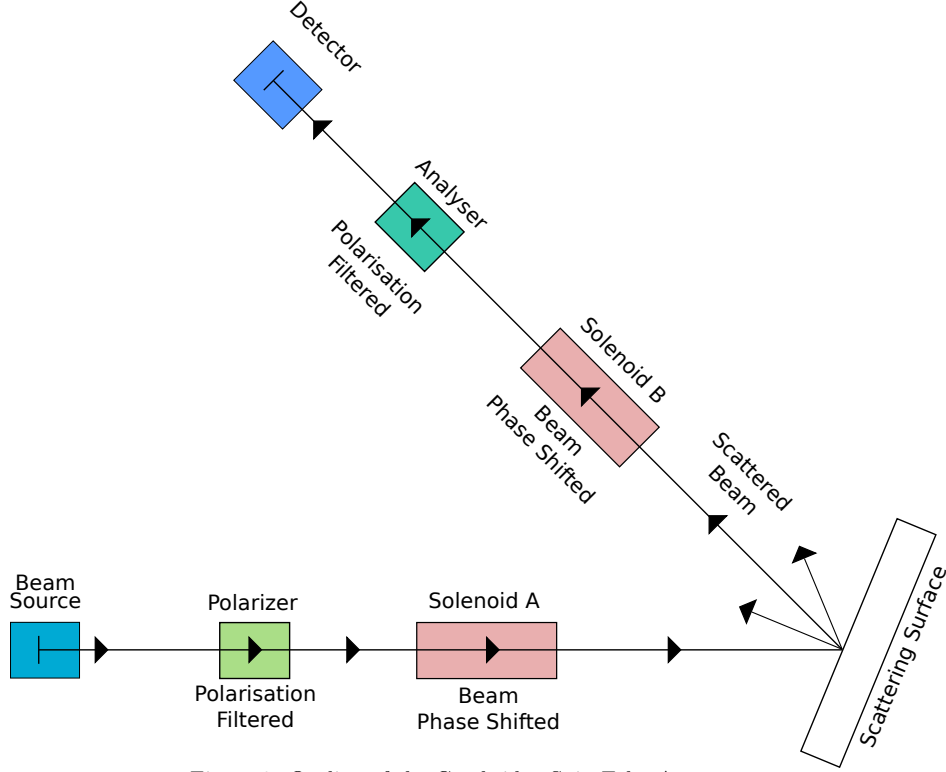 Detector
Analyser
Polarisation
Filtered
Solenoid B
Beam
Phase Shifted
Scattered
Beam
Beam
Source
Polarizer
Polarisation
Filtered
Solenoid A
Beam
Phase Shifted
Scattering Surface